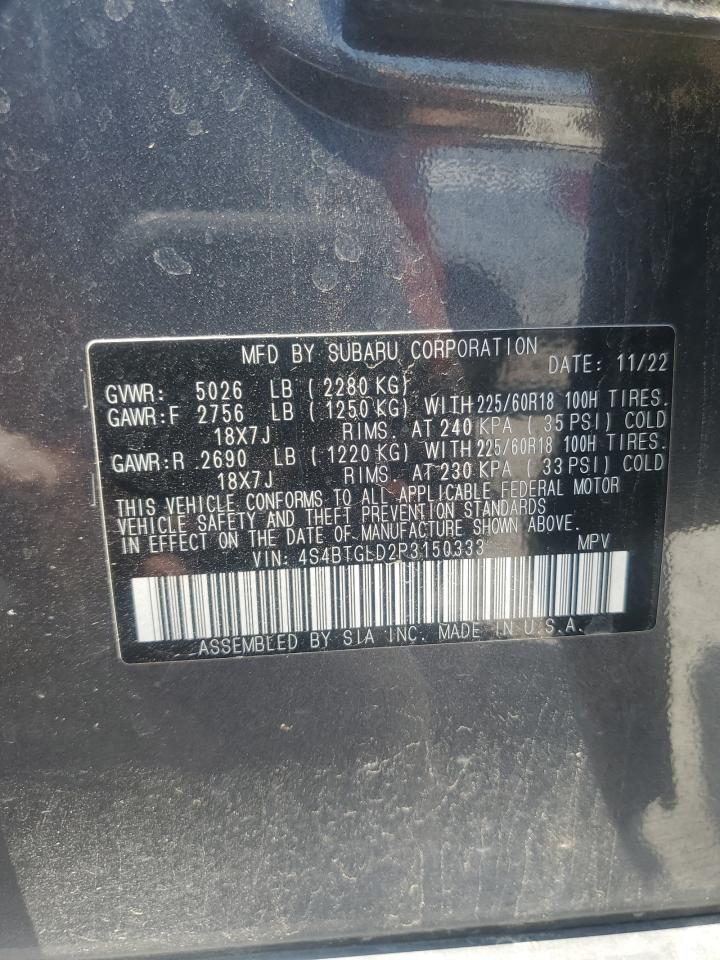 MFD BY SUBARU CORPORATION DATE: 11/22
GVWR: 5026 LB ( 2280 KG)
GAWR:F 2756 LB ( 1250 KG) WITH 225/60R18 100H TIRES.
18X7J RIMS. AT 240 KPA ( 35 PSI) COLD
GAWR:R .2690 LB ( 1220 KG) WITH 225/60R18 100H TIRES.
18X7J RIMS. AT 230 KPA ( 33 PSI) COLD
THIS VEHICLE CONFORMS TO ALL APPLICABLE FEDERAL MOTOR
VEHICLE SAFETY AND THEFT PREVENTION STANDARDS
IN EFFECT ON THE DATE OF MANUFACTURE SHOWN ABOVE.
VIN: 4S4BTGLD2P3150333 MPV
ASSEMBLED BY SIA INC. MADE IN U.S.A.